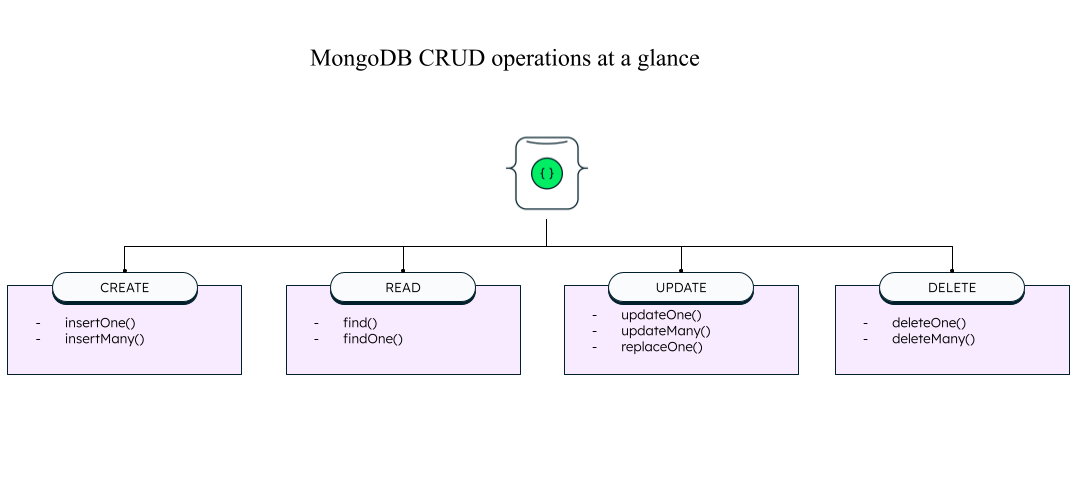 MongoDB CRUD operations at a glance
{ }
CREATE
- insertOne()
- insertMany()
READ
- find()
- findOne()
UPDATE
- updateOne()
- updateMany()
- replaceOne()
DELETE
- deleteOne()
- deleteMany()